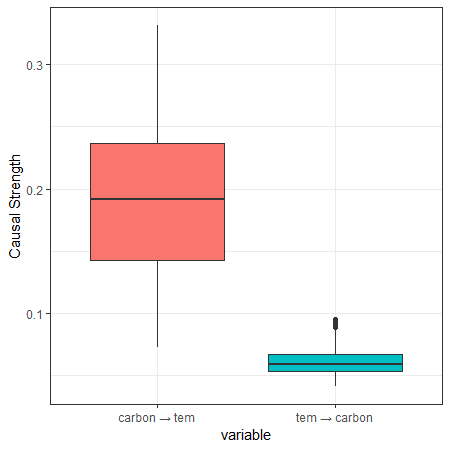 Causal Strength
0.3
0.2
0.1
carbon → tem
tem → carbon
variable